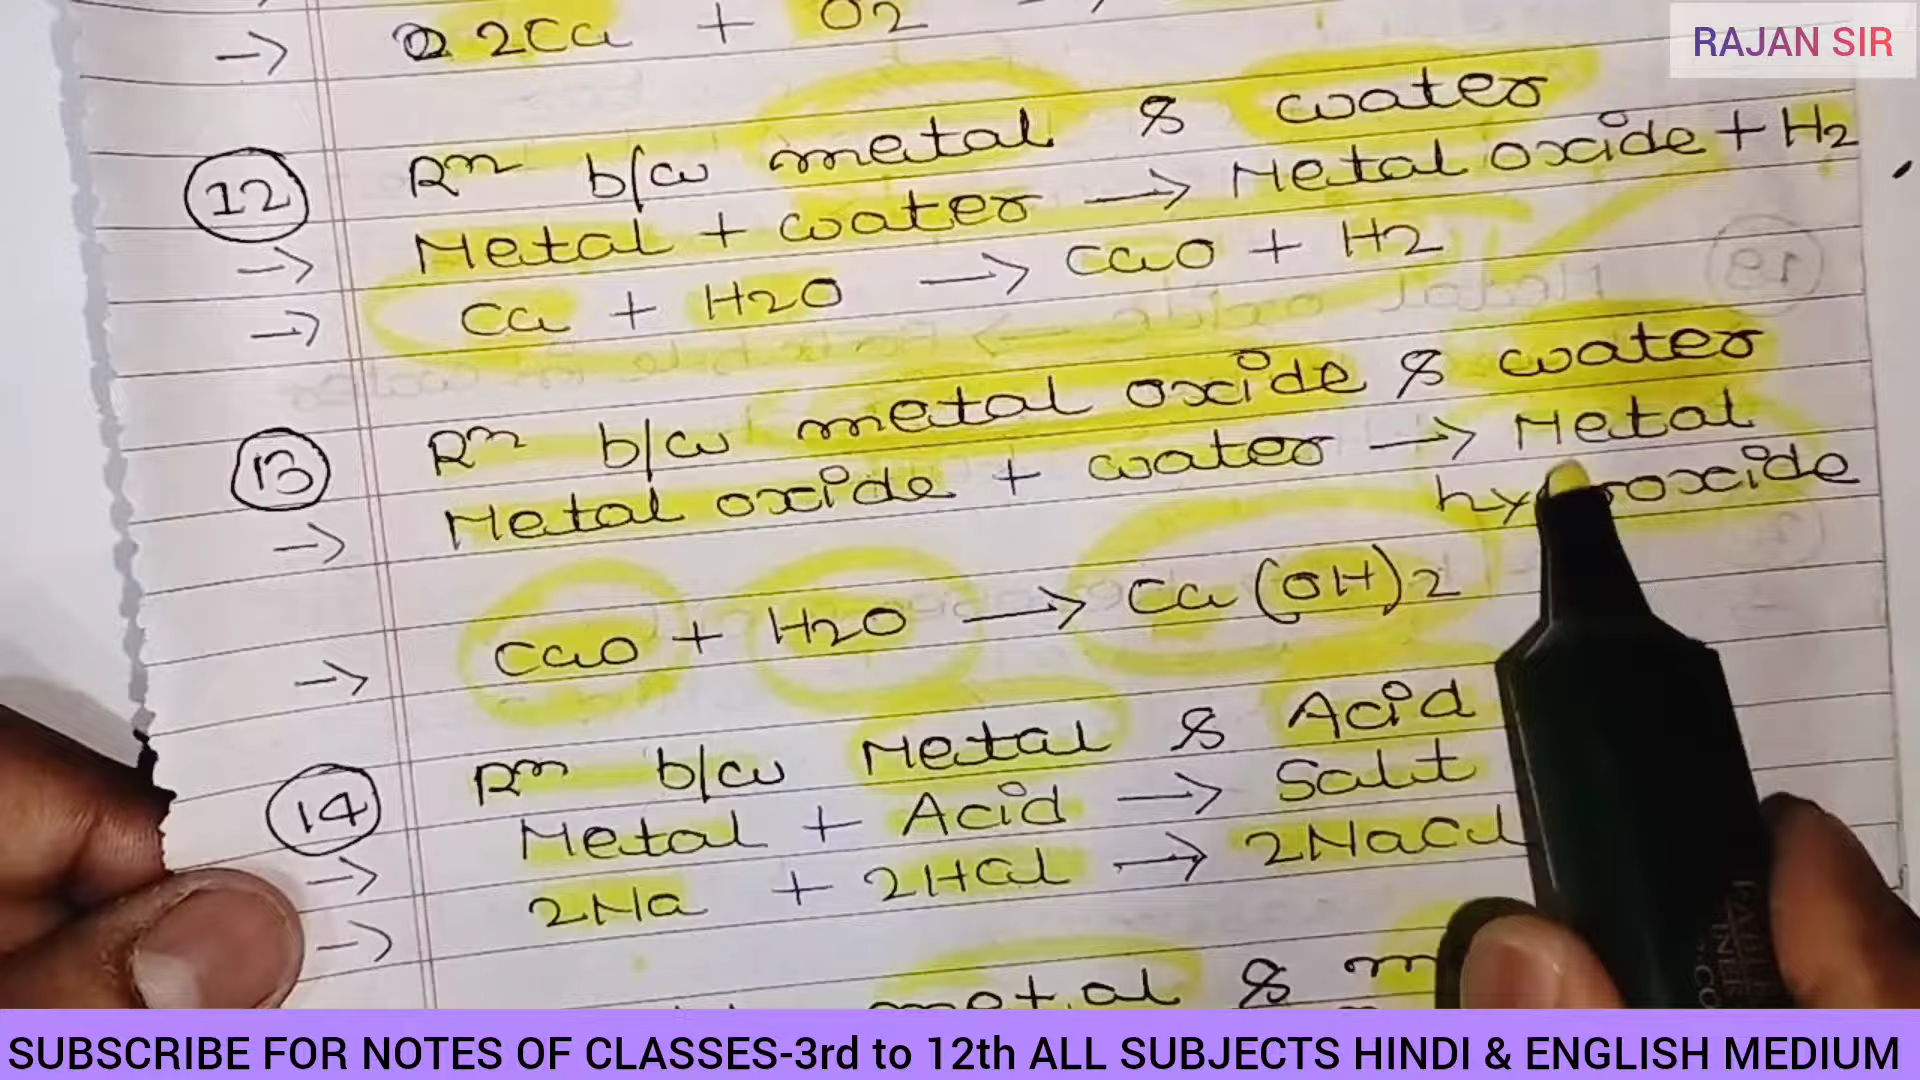 RAJAN SIR
→ 2Ca + O2
12 Rn b/w metal & water
→ Metal + water → Metal oxide + H2
→ Ca + H2O → CaO + H2
13 Rn b/w metal oxide & water
→ Metal oxide + water → Metal
hydroxide
→ CaO + H2O → Ca(OH)2
14 Rn b/w Metal & Acid
→ Metal + Acid → Salt
→ 2Na + 2HCl → 2NaCl
metal &
SUBSCRIBE FOR NOTES OF CLASSES-3rd to 12th ALL SUBJECTS HINDI & ENGLISH MEDIUM